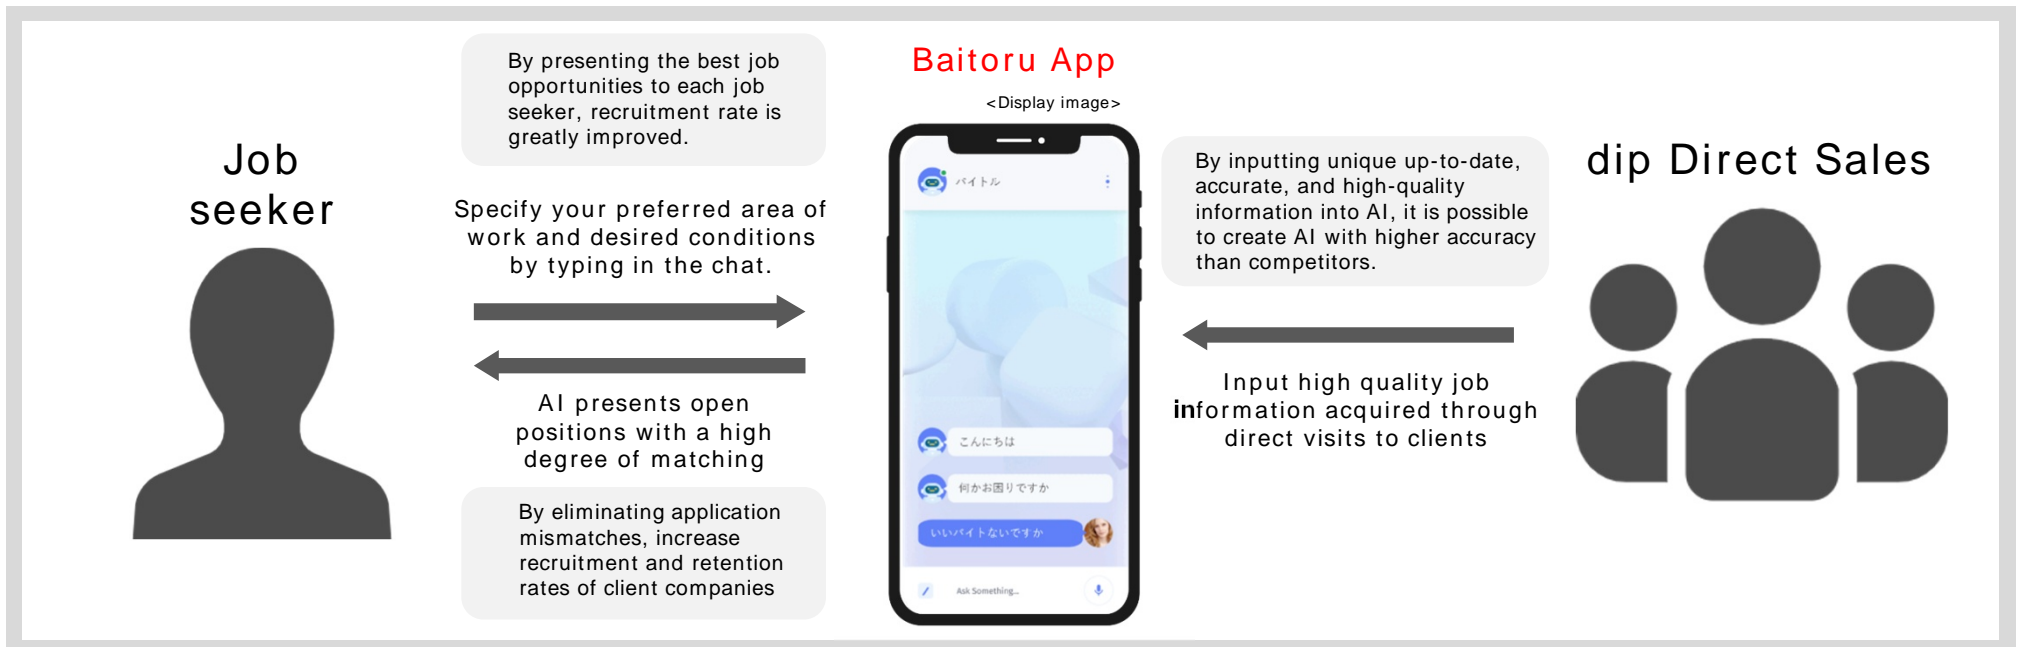 Job
seeker
By presenting the best job
opportunities to each job
seeker, recruitment rate is
greatly improved.
Specify your preferred area of
work and desired conditions
by typing in the chat.
AI presents open
positions with a high
degree of matching
By eliminating application
mismatches, increase
recruitment and retention
rates of client companies
Baitoru App
<Display image>
バイトル
こんにちは
何かお困りですか
いいバイトないですか
Ask Something...
By inputting unique up-to-date,
accurate, and high-quality
information into AI, it is possible
to create AI with higher accuracy
than competitors.
Input high quality job
information acquired through
direct visits to clients
dip Direct Sales